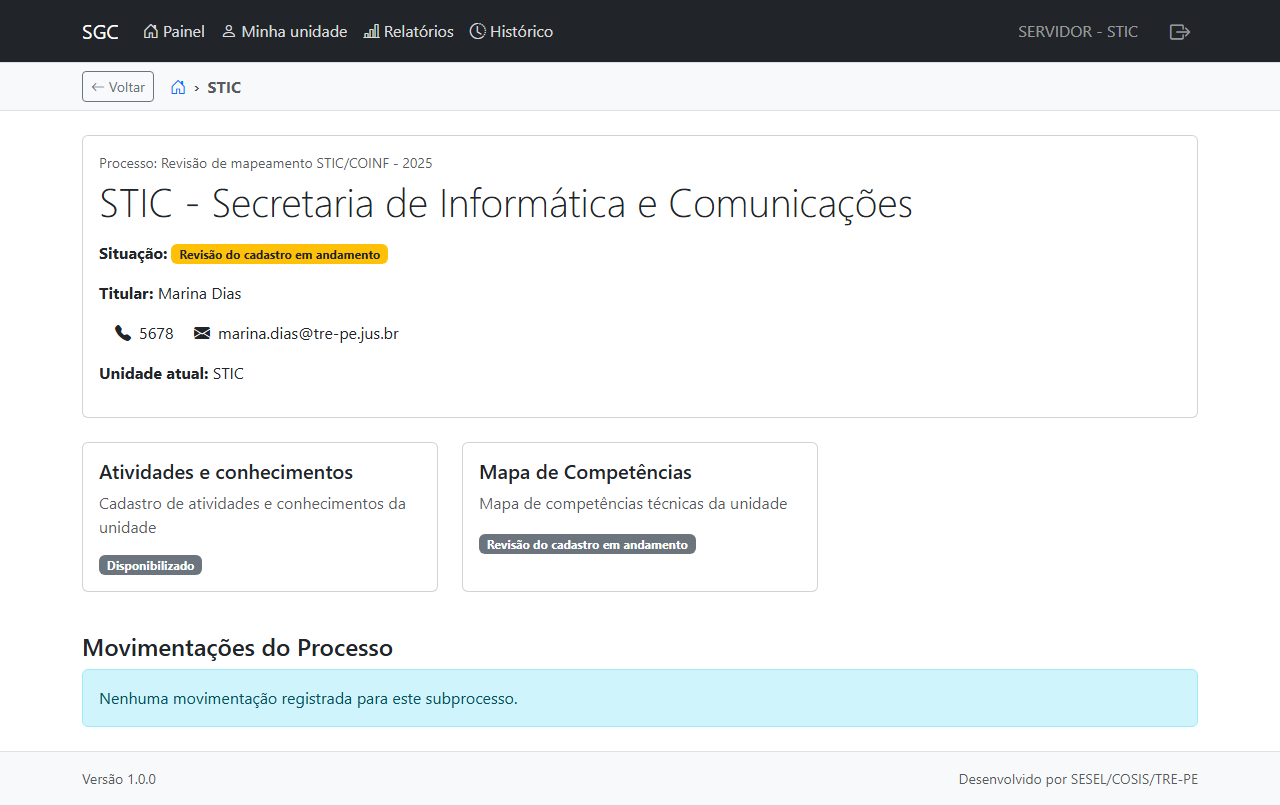 SGC Painel Minha unidade Relatórios Histórico SERVIDOR - STIC
← Voltar › STIC
Processo: Revisão de mapeamento STIC/COINF - 2025
STIC - Secretaria de Informática e Comunicações
Situação: Revisão do cadastro em andamento
Titular: Marina Dias
5678 marina.dias@tre-pe.jus.br
Unidade atual: STIC
Atividades e conhecimentos
Cadastro de atividades e conhecimentos da
unidade
Disponibilizado
Mapa de Competências
Mapa de competências técnicas da unidade
Revisão do cadastro em andamento
Movimentações do Processo
Nenhuma movimentação registrada para este subprocesso.
Versão 1.0.0 Desenvolvido por SESEL/COSIS/TRE-PE